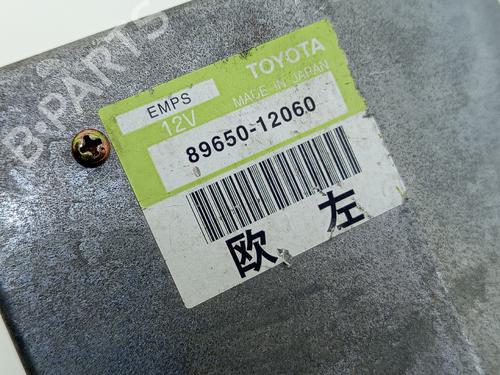 B-PARTS
TOYOTA
MADE IN JAPAN
EMPS
12V
89650-12060
欧 左